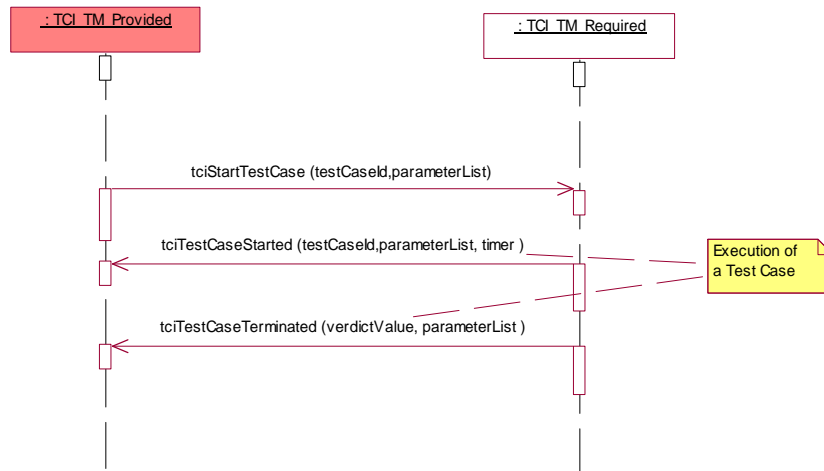 : TCI_TM_Provided
: TCI_TM_Required
tciStartTestCase (testCaseId,parameterList)
tciTestCaseStarted (testCaseId,parameterList, timer )
Execution of
a Test Case
tciTestCaseTerminated (verdictValue, parameterList )